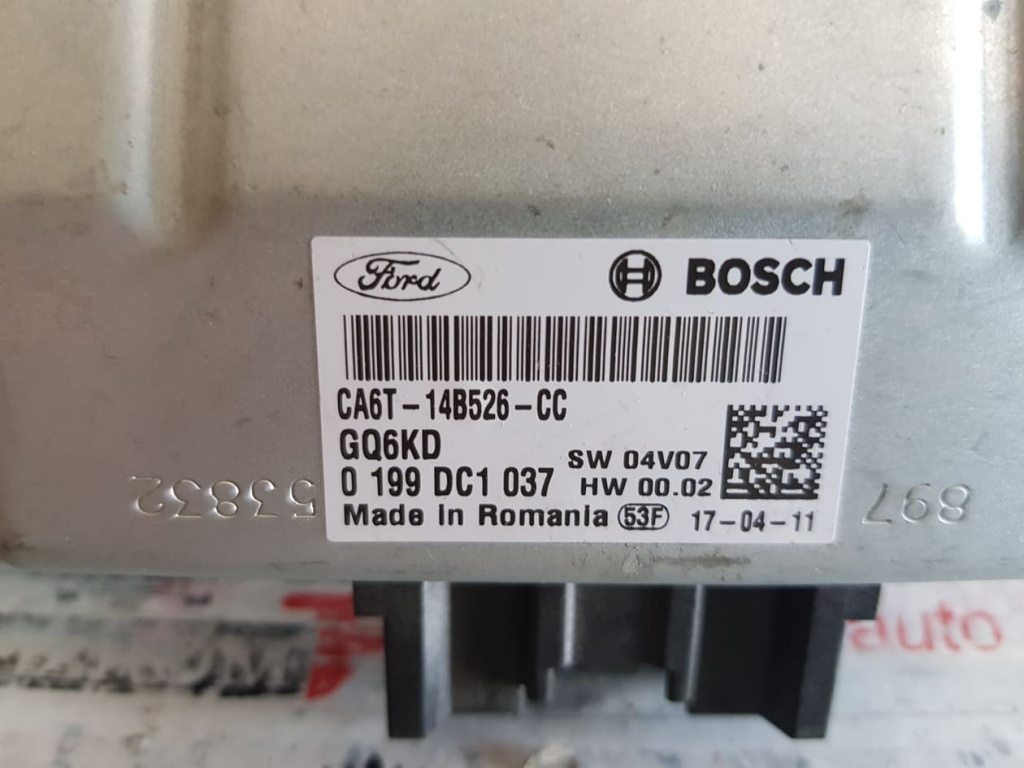 Ford BOSCH
CA6T-14B526-CC
GQ6KD
0 199 DC1 037
SW 04V07
HW 00.02
Made in Romania 53F 17-04-11
53832
897
auto